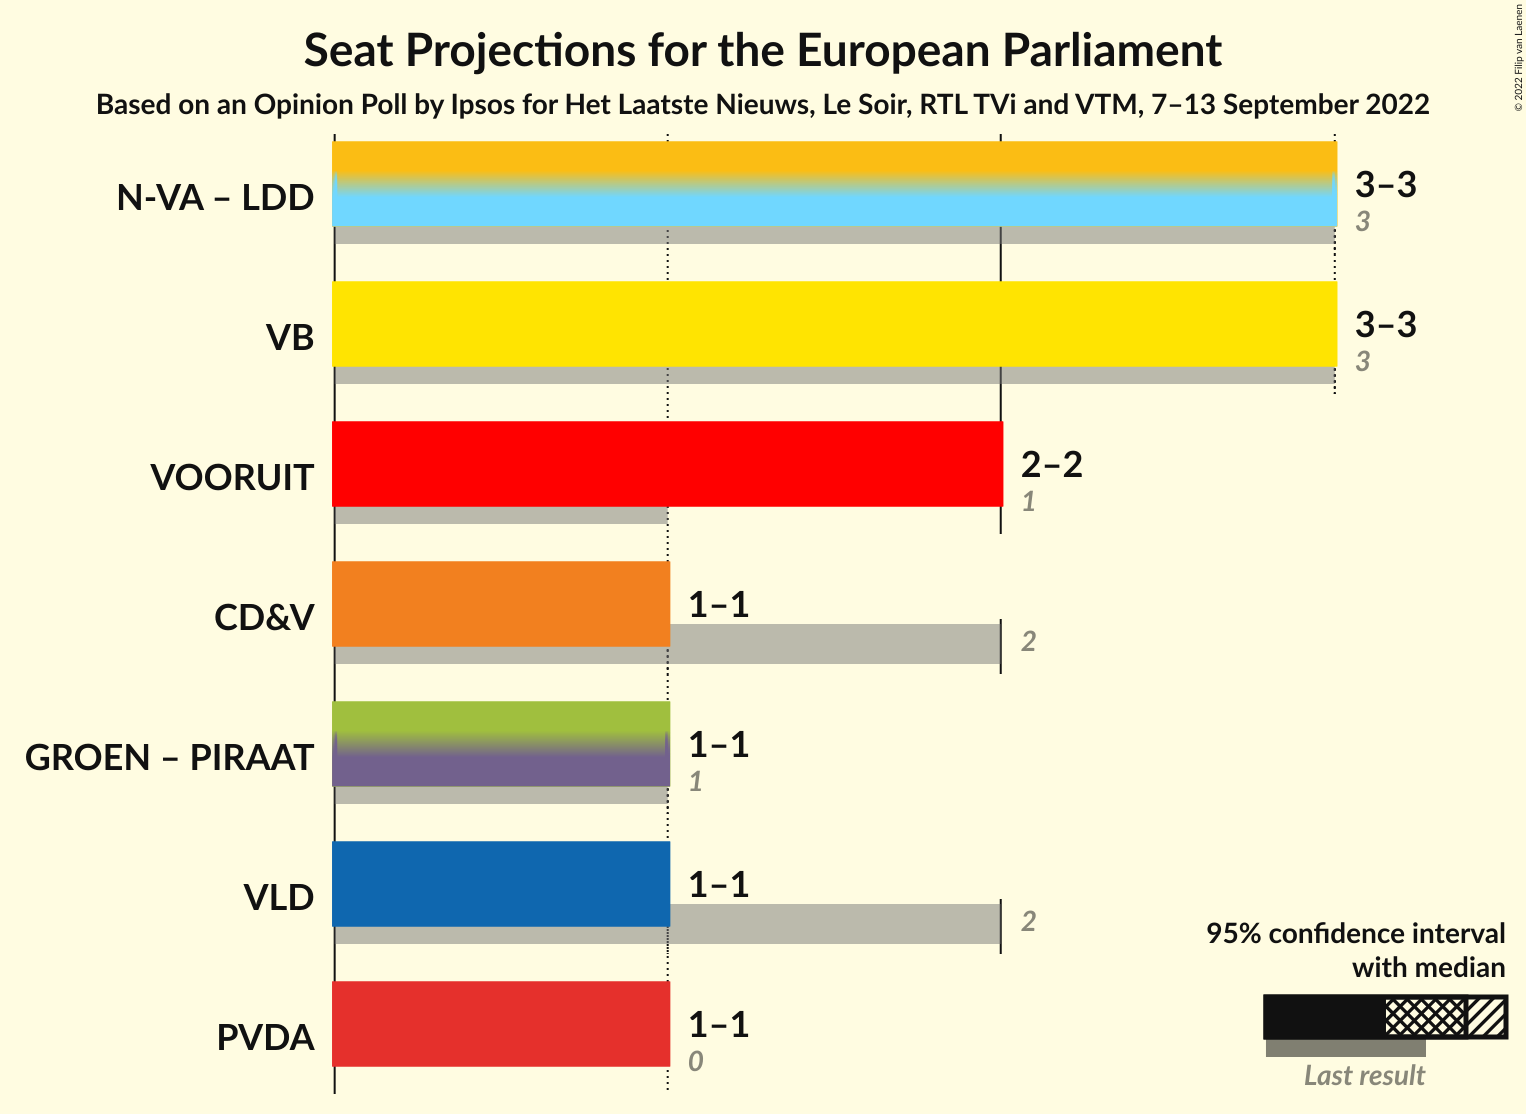 Seat Projections for the European Parliament
Based on an Opinion Poll by Ipsos for Het Laatste Nieuws, Le Soir, RTL TVi and VTM, 7–13 September 2022
© 2022 Filip van Laenen
N-VA – LDD
3–3
3
VB
3–3
3
VOORUIT
2–2
1
CD&V
1–1
2
GROEN – PIRAAT
1–1
1
VLD
1–1
2
PVDA
1–1
0
95% confidence interval
with median
Last result